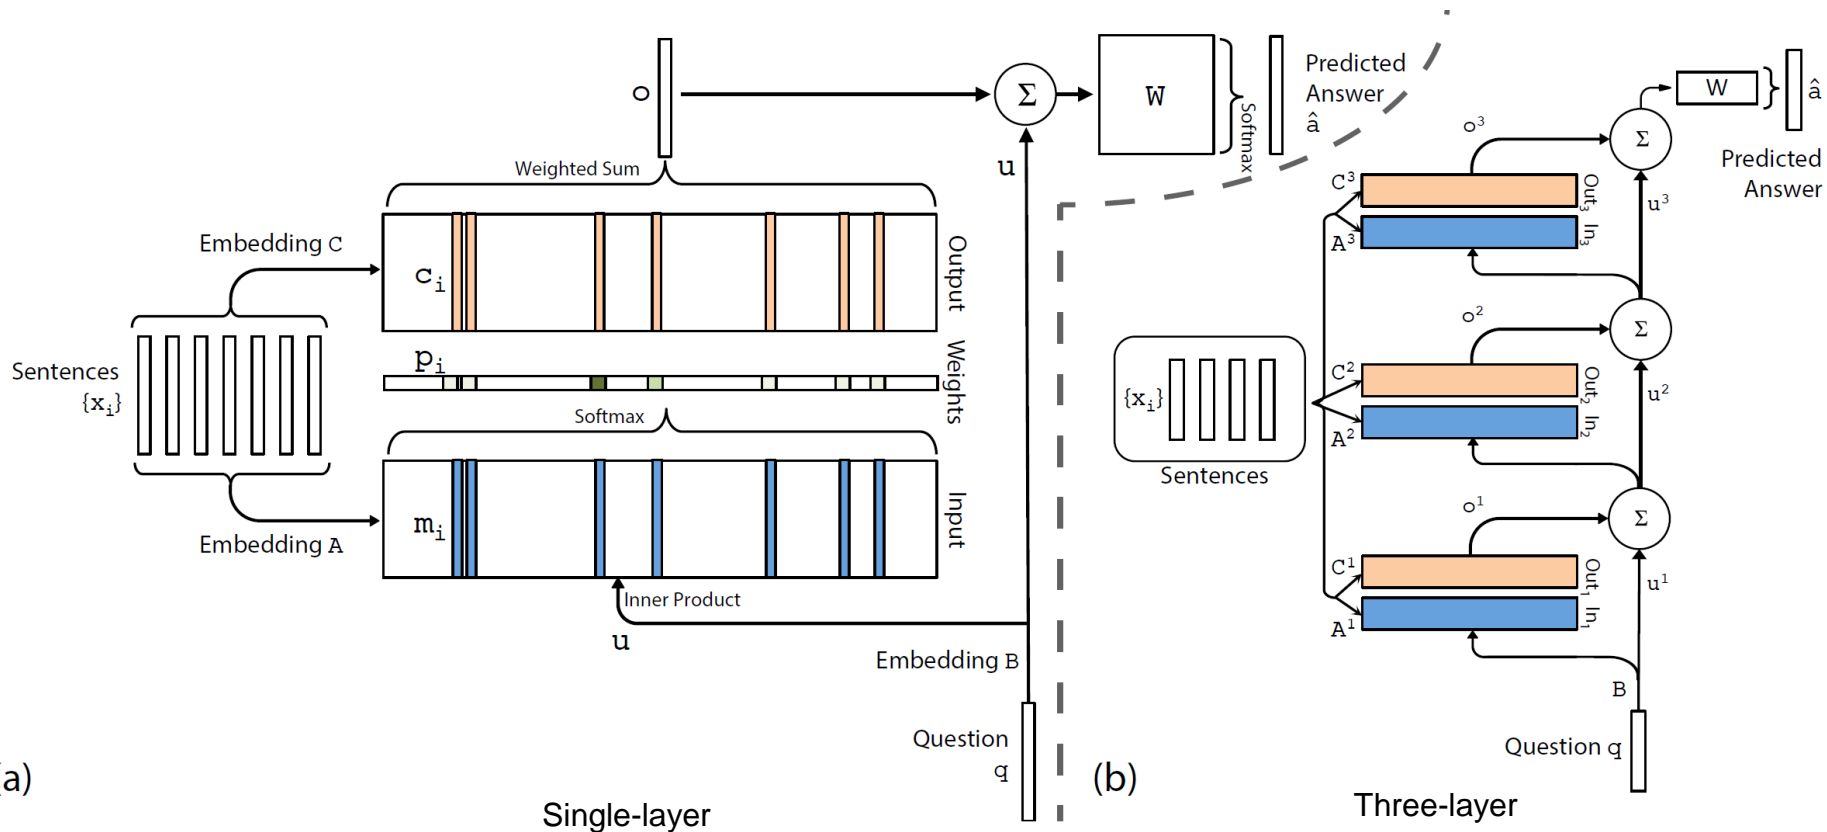 o
Σ
W
Softmax
Predicted
Answer
â
u
Weighted Sum
Embedding C
c_i
Output
Sentences
{x_i}
p_i
Weights
Softmax
m_i
Input
Embedding A
Inner Product
u
Embedding B
Question
q
(a)
Single-layer
W
â
Predicted
Answer
Σ
o³
C³
Out₃
A³
In₃
u³
Σ
o²
C²
Out₂
A²
In₂
u²
{x_i}
Sentences
Σ
o¹
C¹
Out₁
A¹
In₁
u¹
B
Question q
(b)
Three-layer